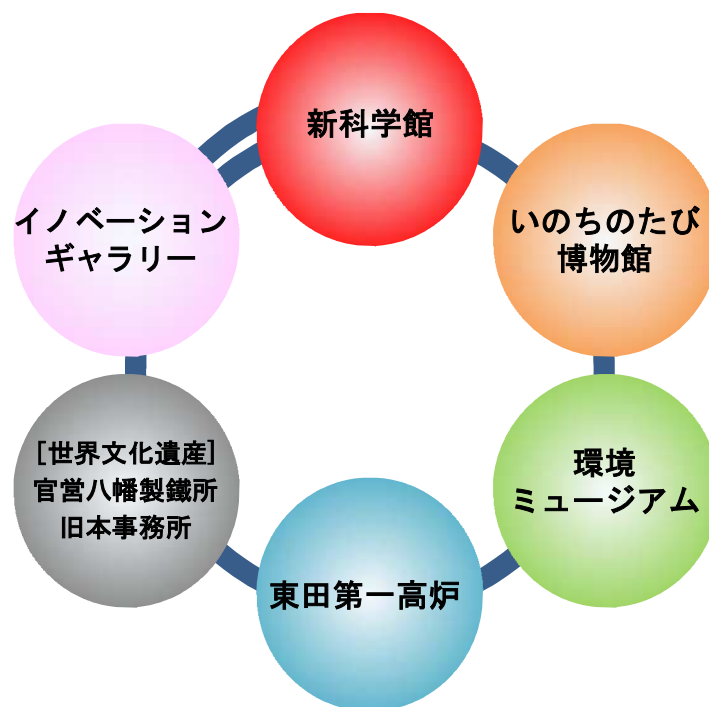 新科学館
いのちのたび
博物館
環境
ミュージアム
東田第一高炉
[世界文化遺産]
官営八幡製鐵所
旧本事務所
イノベーション
ギャラリー